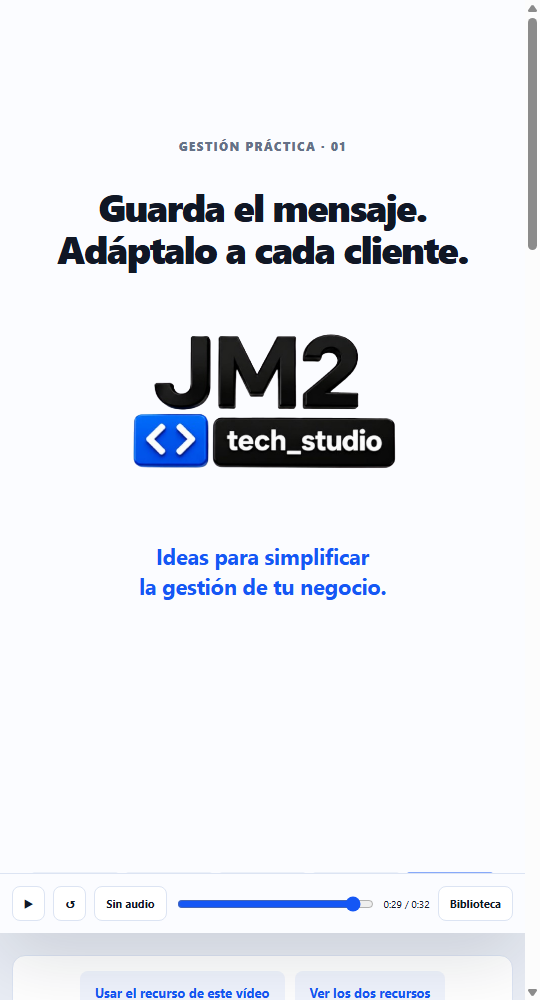 GESTIÓN PRÁCTICA · 01
Guarda el mensaje.
Adáptalo a cada cliente.
JM2
<> tech_studio
Ideas para simplificar
la gestión de tu negocio.
▶ ↺ Sin audio 0:29 / 0:32 Biblioteca
Usar el recurso de este vídeo Ver los dos recursos